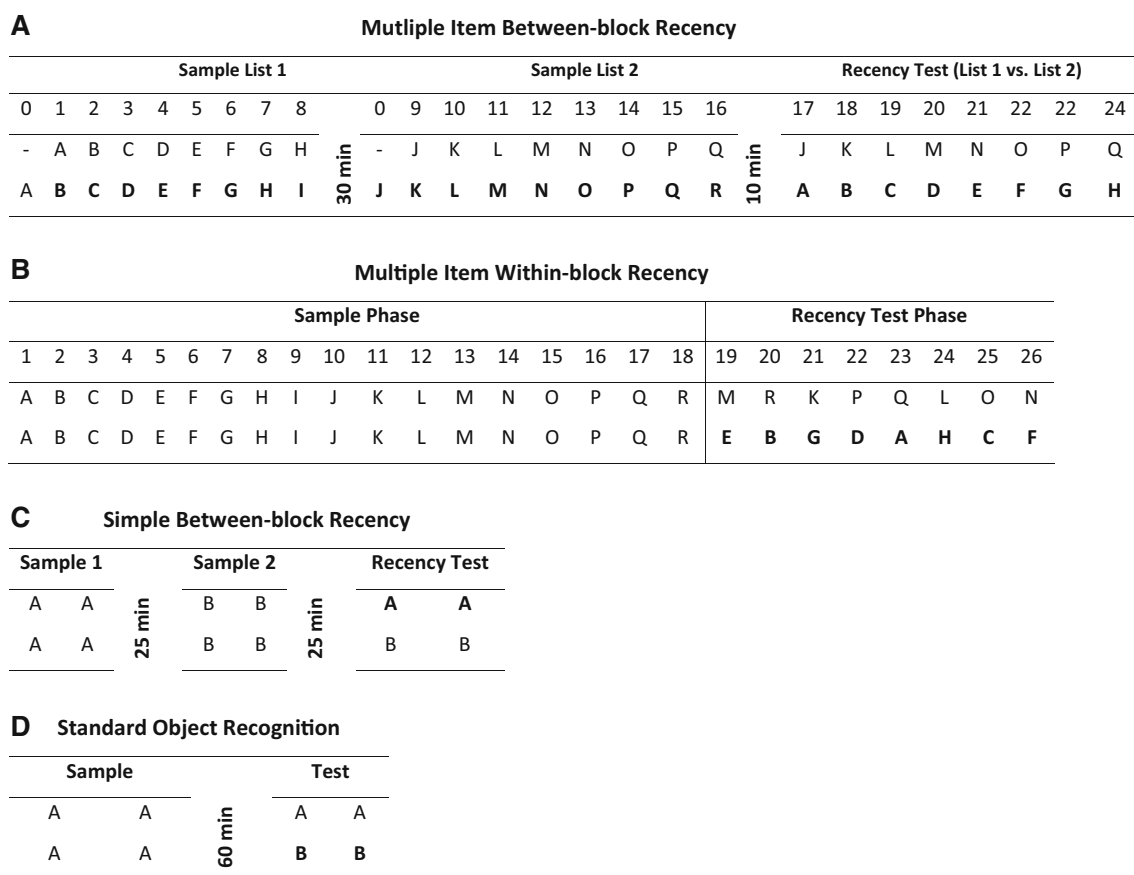 A Mutliple Item Between-block Recency
Sample List 1 Sample List 2 Recency Test (List 1 vs. List 2)
0 1 2 3 4 5 6 7 8 0 9 10 11 12 13 14 15 16 17 18 19 20 21 22 22 24
- A B C D E F G H 30 min - J K L M N O P Q 10 min J K L M N O P Q
A B C D E F G H I J K L M N O P Q R A B C D E F G H
B Multiple Item Within-block Recency
Sample Phase Recency Test Phase
1 2 3 4 5 6 7 8 9 10 11 12 13 14 15 16 17 18 19 20 21 22 23 24 25 26
A B C D E F G H I J K L M N O P Q R M R K P Q L O N
A B C D E F G H I J K L M N O P Q R E B G D A H C F
C Simple Between-block Recency
Sample 1 Sample 2 Recency Test
A A 25 min B B 25 min A A
A A B B B B
D Standard Object Recognition
Sample Test
A A 60 min A A
A A B B